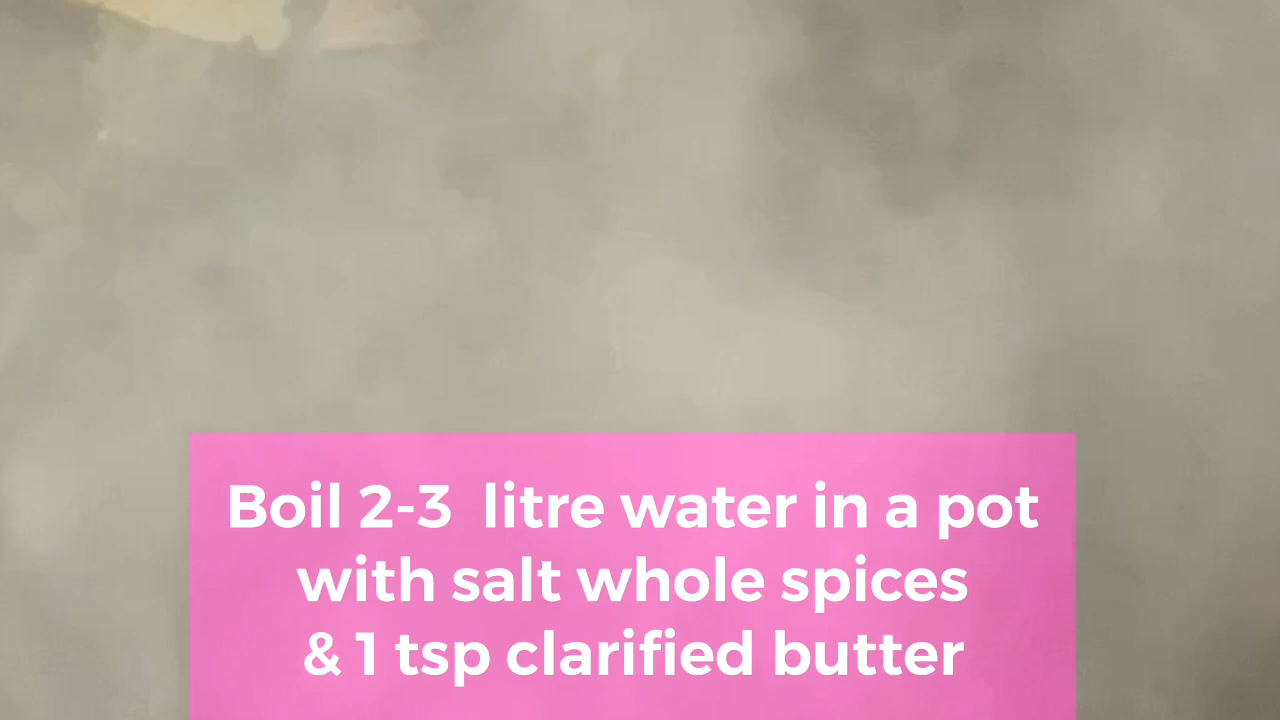 Boil 2-3 litre water in a pot
with salt whole spices
& 1 tsp clarified butter